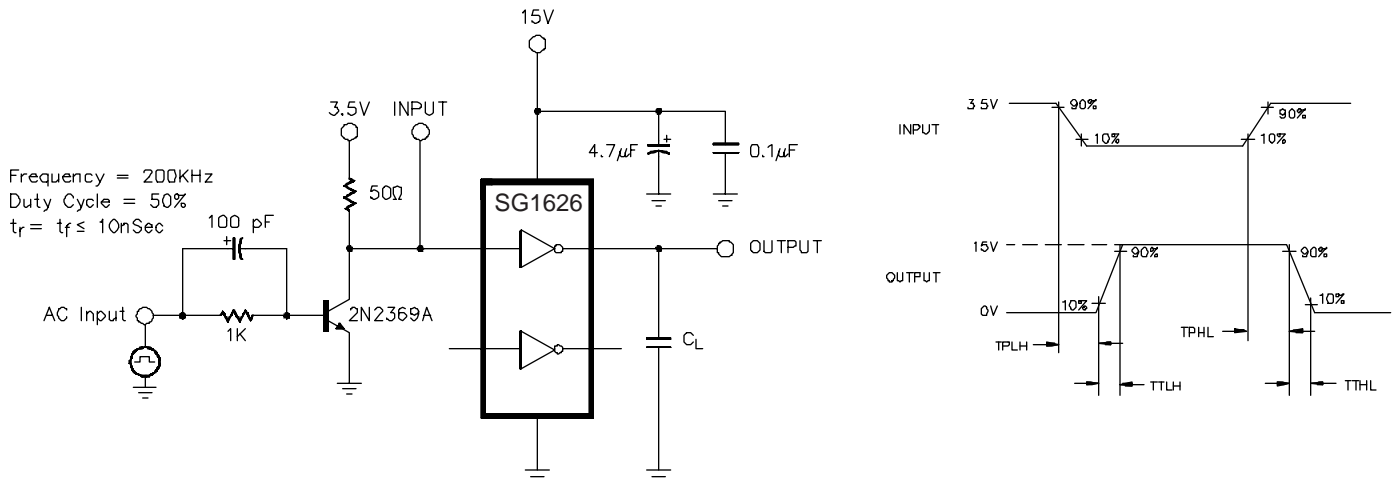 15V
3.5V INPUT
4.7µF
0.1µF
Frequency = 200KHz
Duty Cycle = 50%
tr = tf ≤ 10nSec
50Ω
SG1626
100 pF
+
+
OUTPUT
AC Input
1K
2N2369A
CL
INPUT
3.5V
90%
10%
90%
10%
OUTPUT
15V
0V
90%
10%
90%
10%
TPLH
TPHL
TTLH
TTHL